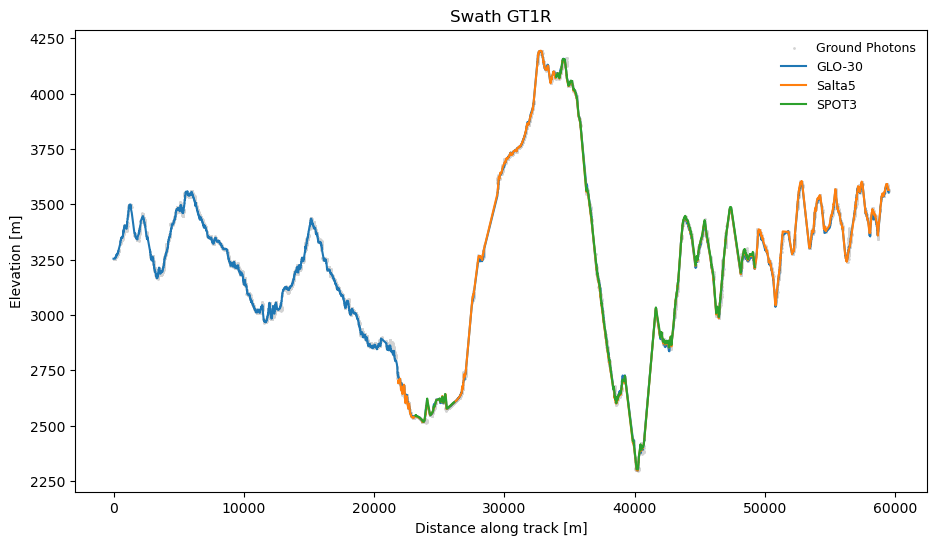 Swath GT1R
Elevation [m]
4250
4000
3750
3500
3250
3000
2750
2500
2250
Ground Photons
GLO-30
Salta5
SPOT3
0
10000
20000
30000
40000
50000
60000
Distance along track [m]